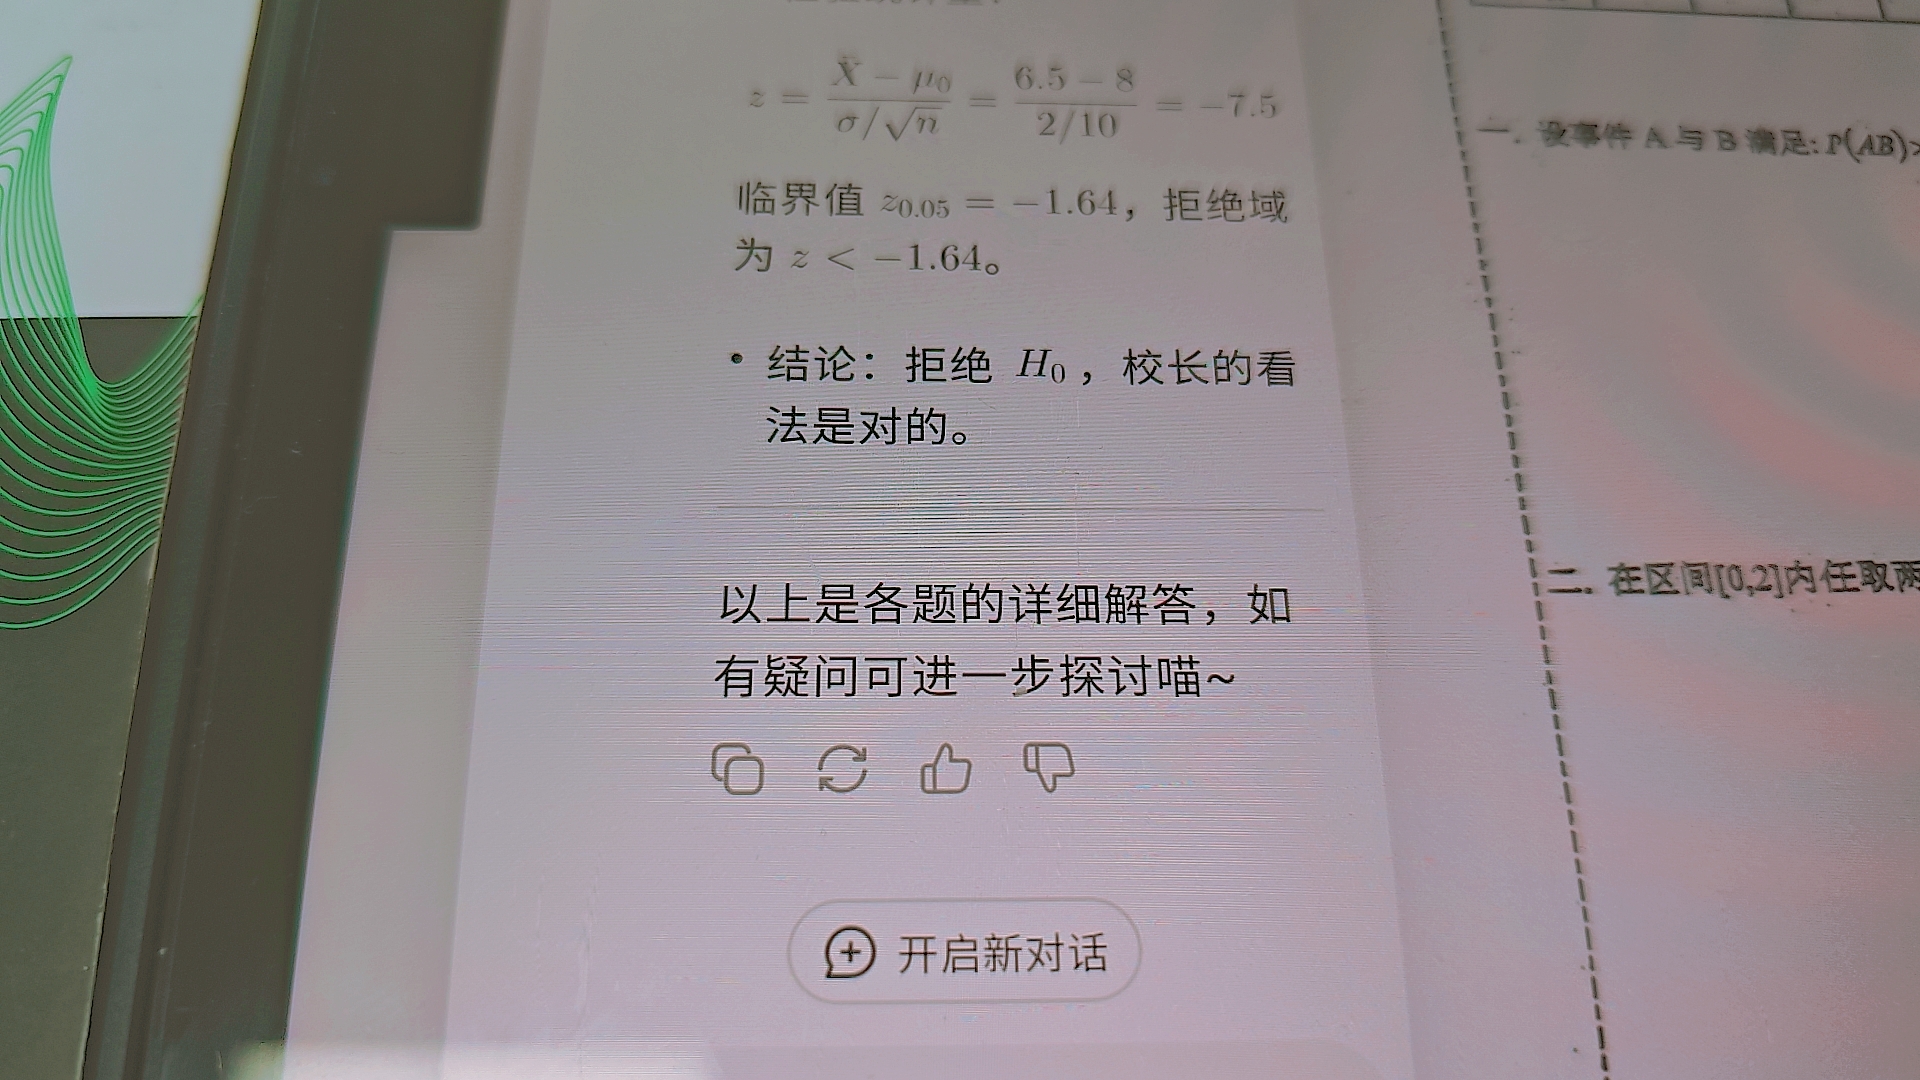 z = \frac{\bar{X} - \mu_0}{\sigma/\sqrt{n}} = \frac{6.5 - 8}{2/10} = -7.5
临界值 z_{0.05} = -1.64，拒绝域
为 z < -1.64。
• 结论：拒绝 H_0，校长的看
法是对的。
以上是各题的详细解答，如
有疑问可进一步探讨喵~
开启新对话
一. 设事件 A 与 B 满足: P(AB)>
二. 在区间[0,2]内任取两